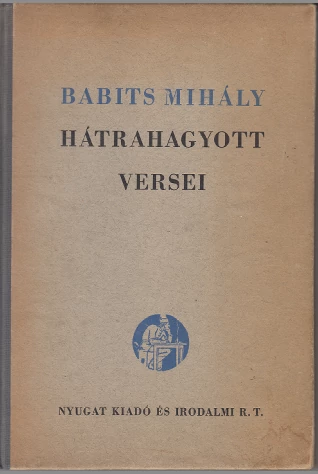 BABITS MIHÁLY
HÁTRAHAGYOTT
VERSEI
NYUGAT KIADÓ ÉS IRODALMI R. T.